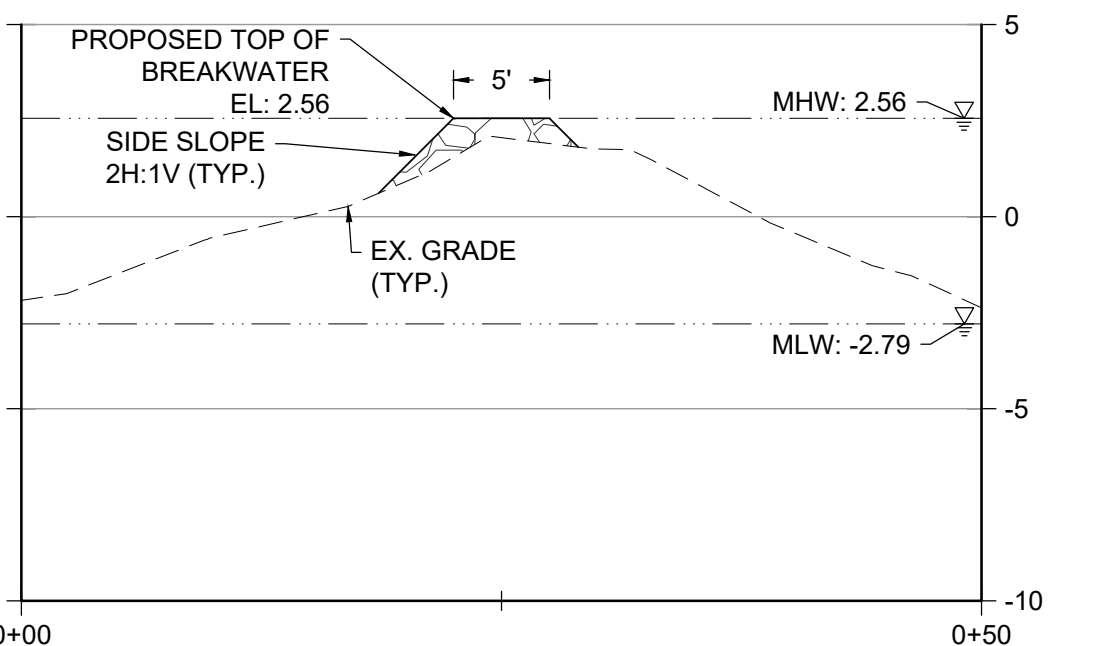 5
PROPOSED TOP OF
BREAKWATER
EL: 2.56
5'
MHW: 2.56
SIDE SLOPE
2H:1V (TYP.)
0
EX. GRADE
(TYP.)
MLW: -2.79
-5
-10
0+00
0+50